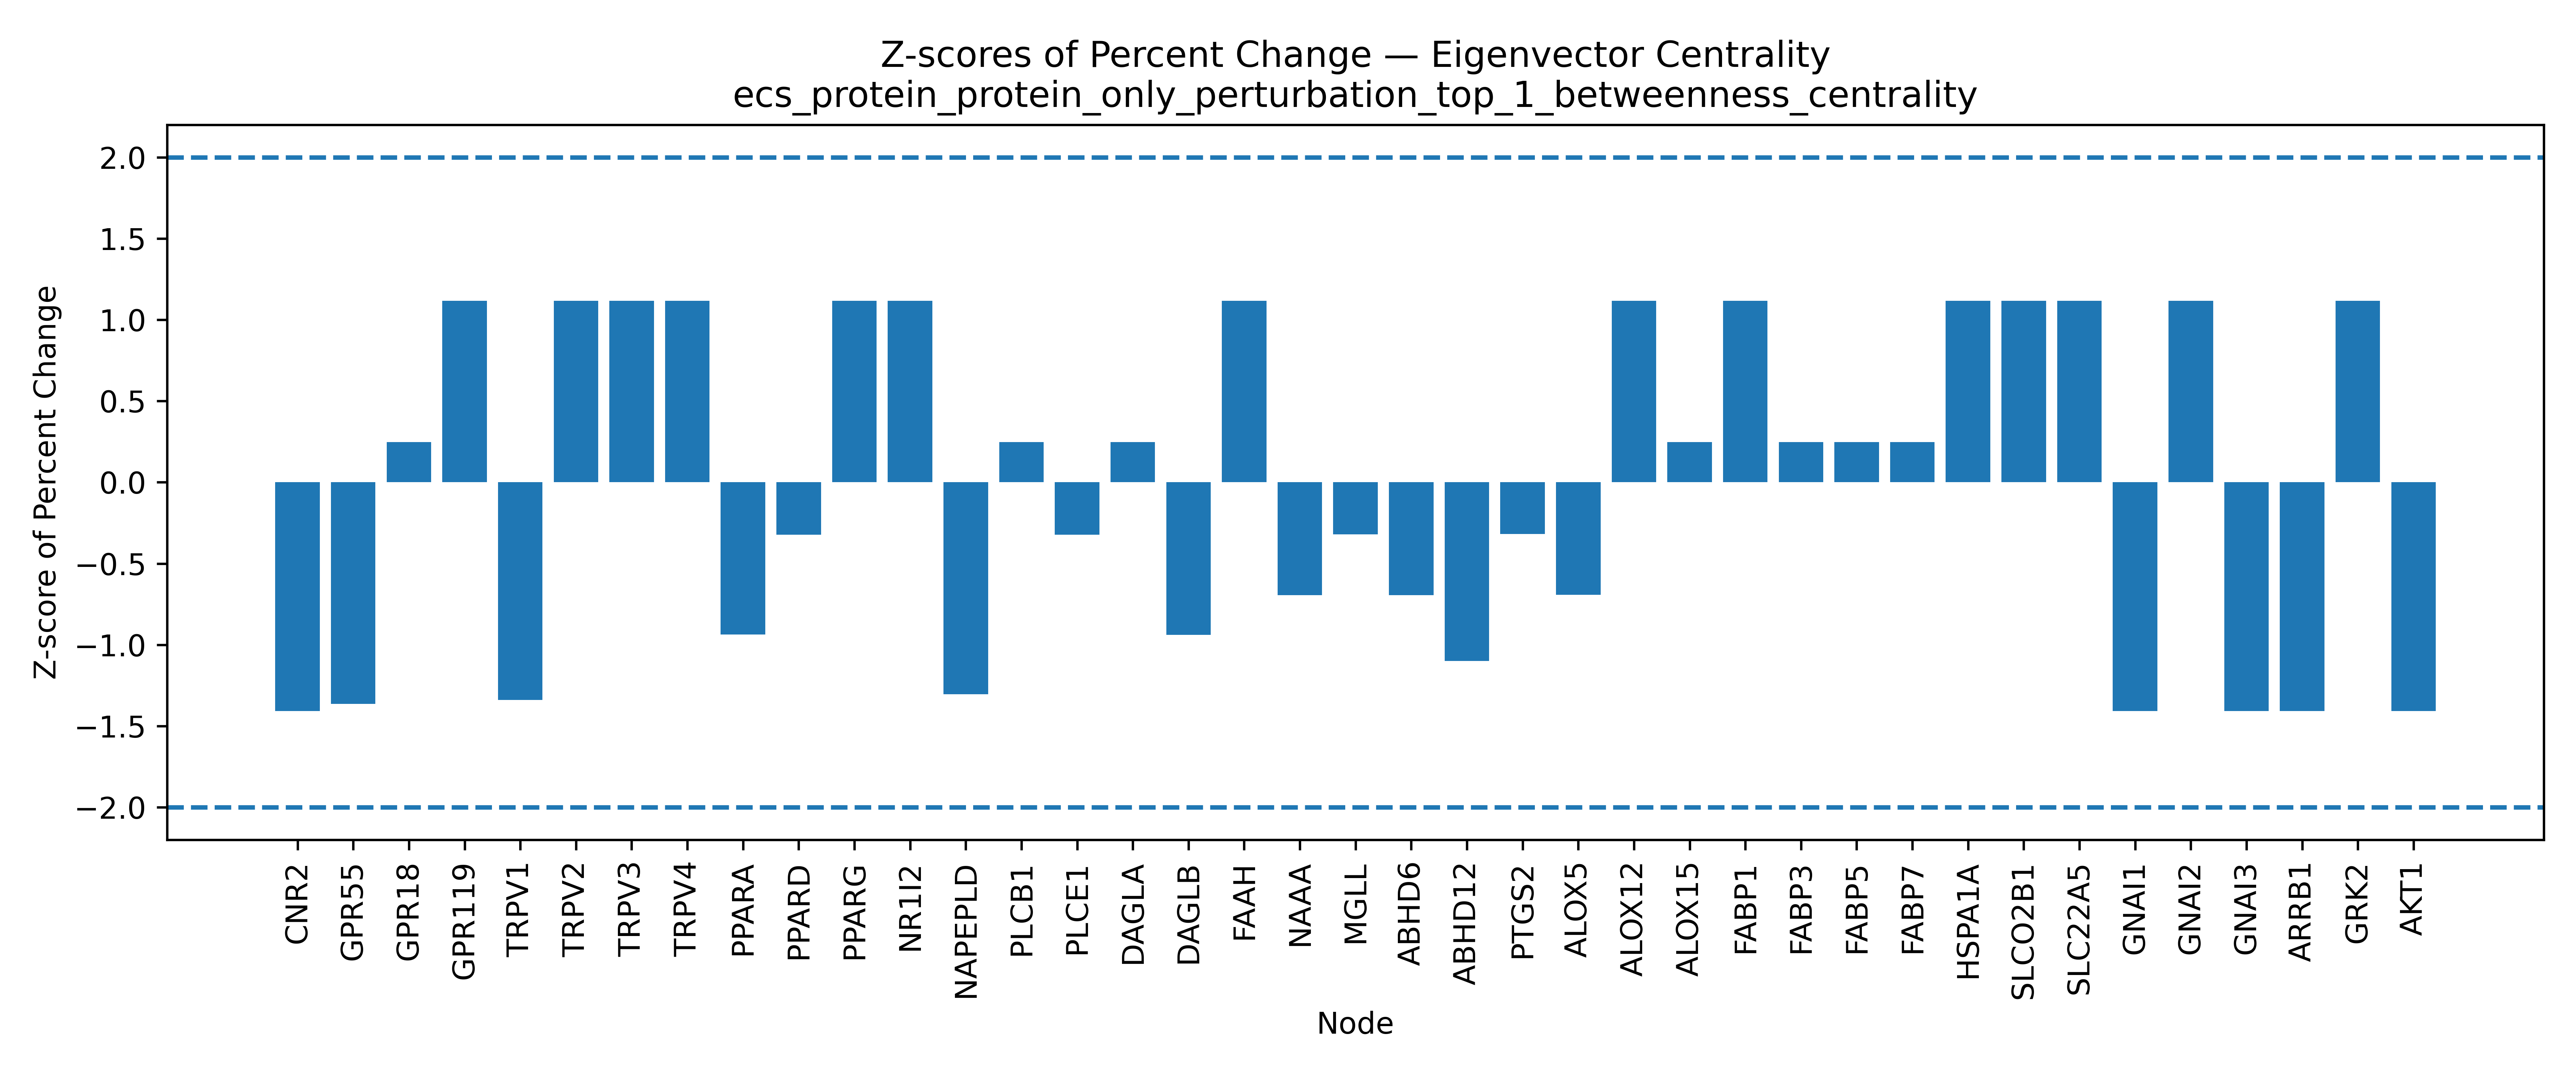 Z-scores of Percent Change — Eigenvector Centrality
ecs_protein_protein_only_perturbation_top_1_betweenness_centrality
Z-score of Percent Change
2.0
1.5
1.0
0.5
0.0
−0.5
−1.0
−1.5
−2.0
CNR2
GPR55
GPR18
GPR119
TRPV1
TRPV2
TRPV3
TRPV4
PPARA
PPARD
PPARG
NR1I2
NAPEPLD
PLCB1
PLCE1
DAGLA
DAGLB
FAAH
NAAA
MGLL
ABHD6
ABHD12
PTGS2
ALOX5
ALOX12
ALOX15
FABP1
FABP3
FABP5
FABP7
HSPA1A
SLCO2B1
SLC22A5
GNAI1
GNAI2
GNAI3
ARRB1
GRK2
AKT1
Node